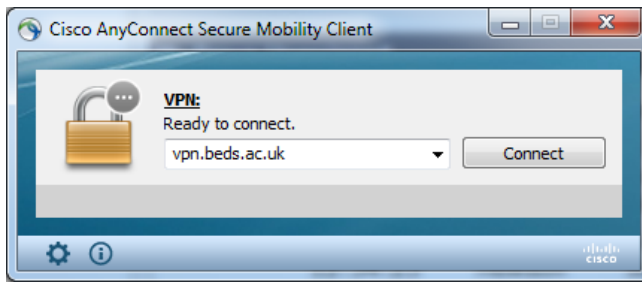 Cisco AnyConnect Secure Mobility Client
VPN:
Ready to connect.
vpn.beds.ac.uk
Connect
CISCO